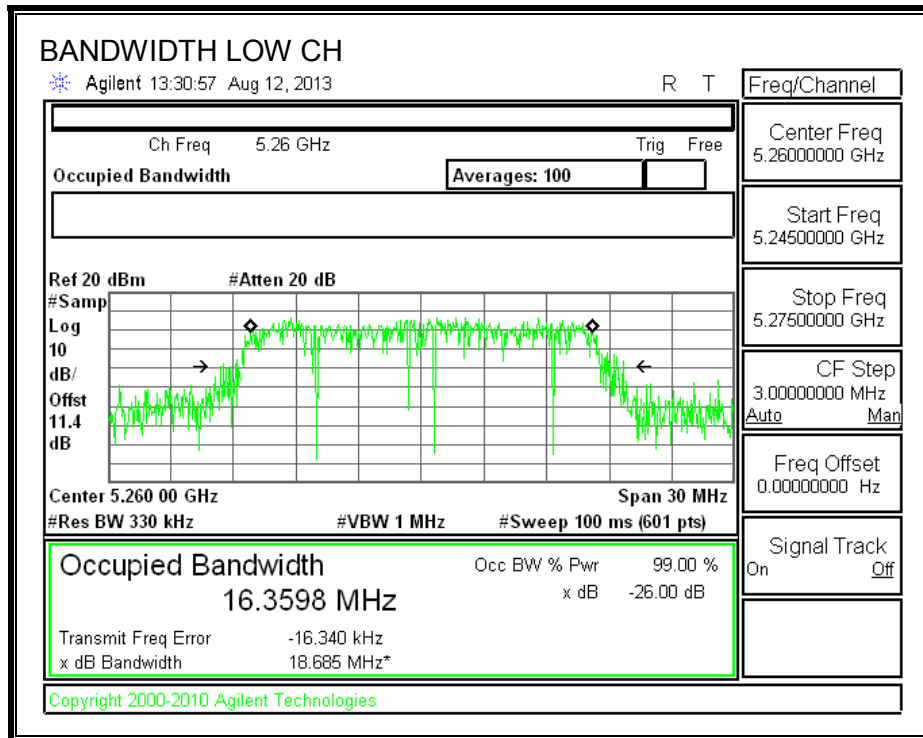 BANDWIDTH LOW CH
Agilent 13:30:57 Aug 12, 2013 R T
Freq/Channel
Ch Freq 5.26 GHz Trig Free
Occupied Bandwidth Averages: 100
Center Freq
5.26000000 GHz
Start Freq
5.24500000 GHz
Stop Freq
5.27500000 GHz
CF Step
3.00000000 MHz
Auto Man
Freq Offset
0.00000000 Hz
Signal Track
On Off
Ref 20 dBm #Atten 20 dB
#Samp
Log
10
dB/
Offst
11.4
dB
Center 5.260 00 GHz Span 30 MHz
#Res BW 330 kHz #VBW 1 MHz #Sweep 100 ms (601 pts)
Occupied Bandwidth Occ BW % Pwr 99.00 %
16.3598 MHz x dB -26.00 dB
Transmit Freq Error -16.340 kHz
x dB Bandwidth 18.685 MHz*
Copyright 2000-2010 Agilent Technologies